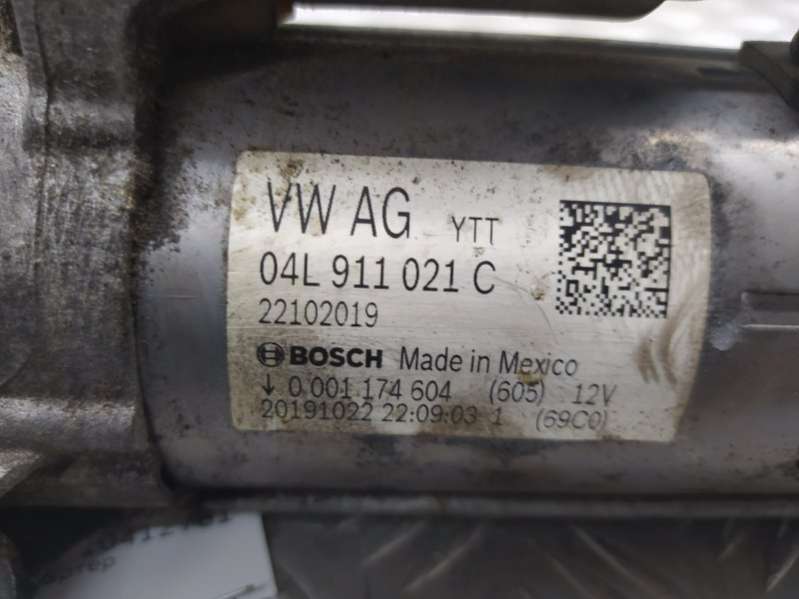 VW AG YTT
04L 911 021 C
22102019
BOSCH Made in Mexico
↓ 0 001 174 604 (605) 12V
20191022 22:09:03 1 (69C0)